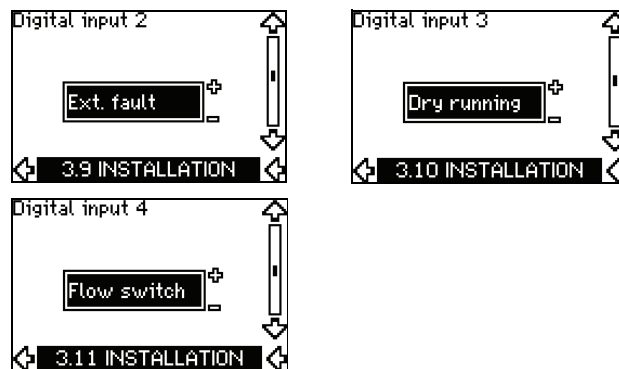 Digital input 2
Ext. fault
3.9 INSTALLATION
Digital input 3
Dry running
3.10 INSTALLATION
Digital input 4
Flow switch
3.11 INSTALLATION